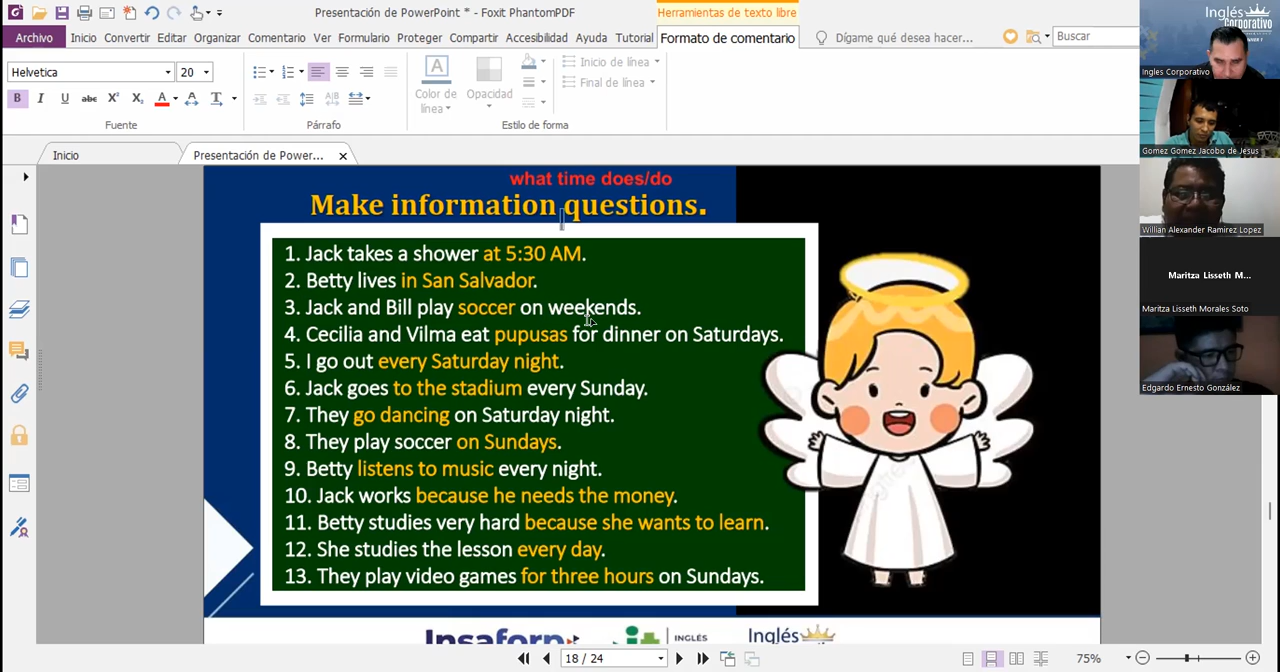 Presentación de PowerPoint * - Foxit PhantomPDF
Herramientas de texto libre
Archivo Inicio Convertir Editar Organizar Comentario Ver Formulario Proteger Compartir Accesibilidad Ayuda Tutorial Formato de comentario Dígame qué desea hacer... Buscar
Helvetica 20
B I U abc X² X₂ A A T
Color de línea
Opacidad
Inicio de línea
Final de línea
Fuente Párrafo Estilo de forma
Inicio Presentación de Power...
what time does/do
Make information questions.
1. Jack takes a shower at 5:30 AM.
2. Betty lives in San Salvador.
3. Jack and Bill play soccer on weekends.
4. Cecilia and Vilma eat pupusas for dinner on Saturdays.
5. I go out every Saturday night.
6. Jack goes to the stadium every Sunday.
7. They go dancing on Saturday night.
8. They play soccer on Sundays.
9. Betty listens to music every night.
10. Jack works because he needs the money.
11. Betty studies very hard because she wants to learn.
12. She studies the lesson every day.
13. They play video games for three hours on Sundays.
Insaforp INGLÉS Inglés
18 / 24 75%
Inglés
Corporativo
Ingles Corporativo
Gomez Gomez Jacobo de Jesus
Willian Alexander Ramirez Lopez
Maritza Lisseth M...
Maritza Lisseth Morales Soto
Edgardo Ernesto González